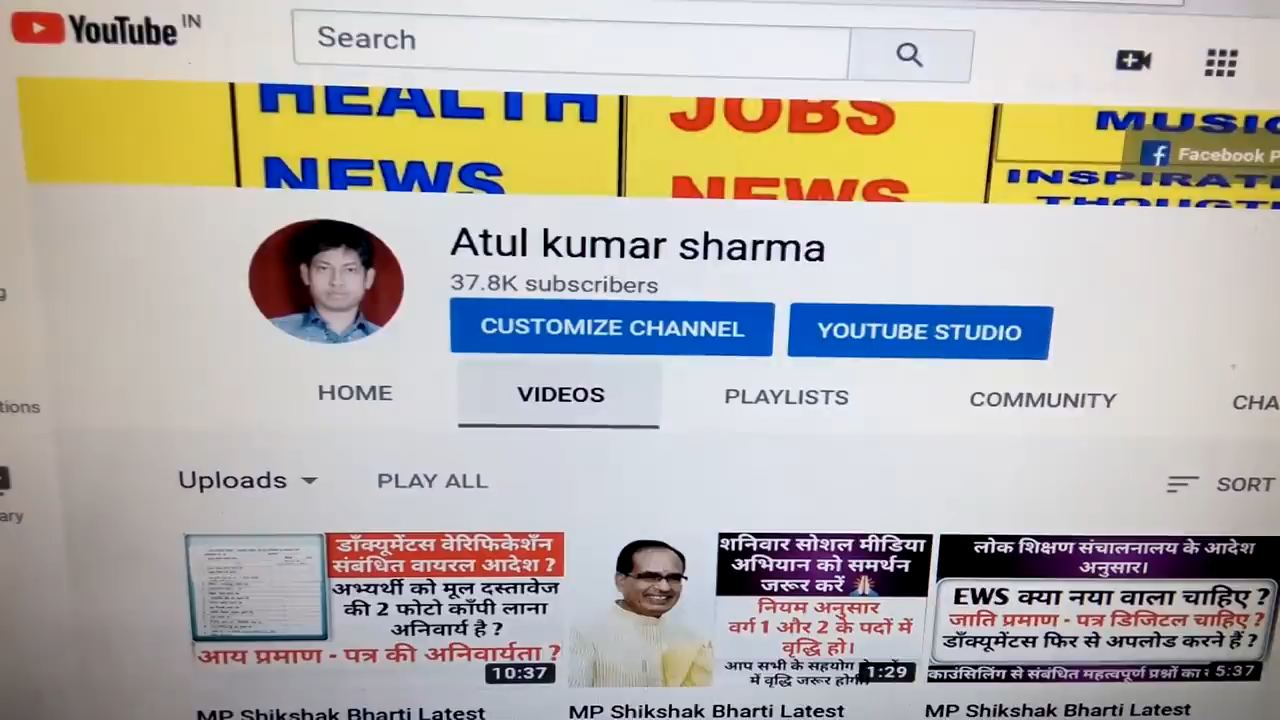 YouTube IN
Search
HEALTH
NEWS
JOBS
NEWS
MUSIC
Facebook P
INSPIRATI
THOUGTH
Atul kumar sharma
37.8K subscribers
CUSTOMIZE CHANNEL
YOUTUBE STUDIO
HOME
VIDEOS
PLAYLISTS
COMMUNITY
CHA
tions
ary
Uploads
PLAY ALL
SORT
डॉक्यूमेंटस वेरिफिकेशँन
संबंधित वायरल आदेश ?
अभ्यर्थी को मूल दस्तावेज
की 2 फोटो कॉपी लाना
अनिवार्य है ?
आय प्रमाण - पत्र की अनिवार्यता ?
10:37
शनिवार सोशल मीडिया
अभियान को समर्थन
जरूर करें 🙏
नियम अनुसार
वर्ग 1 और 2 के पदों में
वृद्धि हो।
आप सभी के सहयोग
में वृद्धि जरूर होगी
1:29
लोक शिक्षण संचालनालय के आदेश
अनुसार।
EWS क्या नया वाला चाहिए ?
जाति प्रमाण - पत्र डिजिटल चाहिए ?
डॉक्यूमेंटस फिर से अपलोड करने हैं ?
काउंसिलिंग से संबंधित महत्वपूर्ण प्रश्नों का
5:37
MP Shikshak Bharti Latest
MP Shikshak Bharti Latest
MP Shikshak Bharti Latest